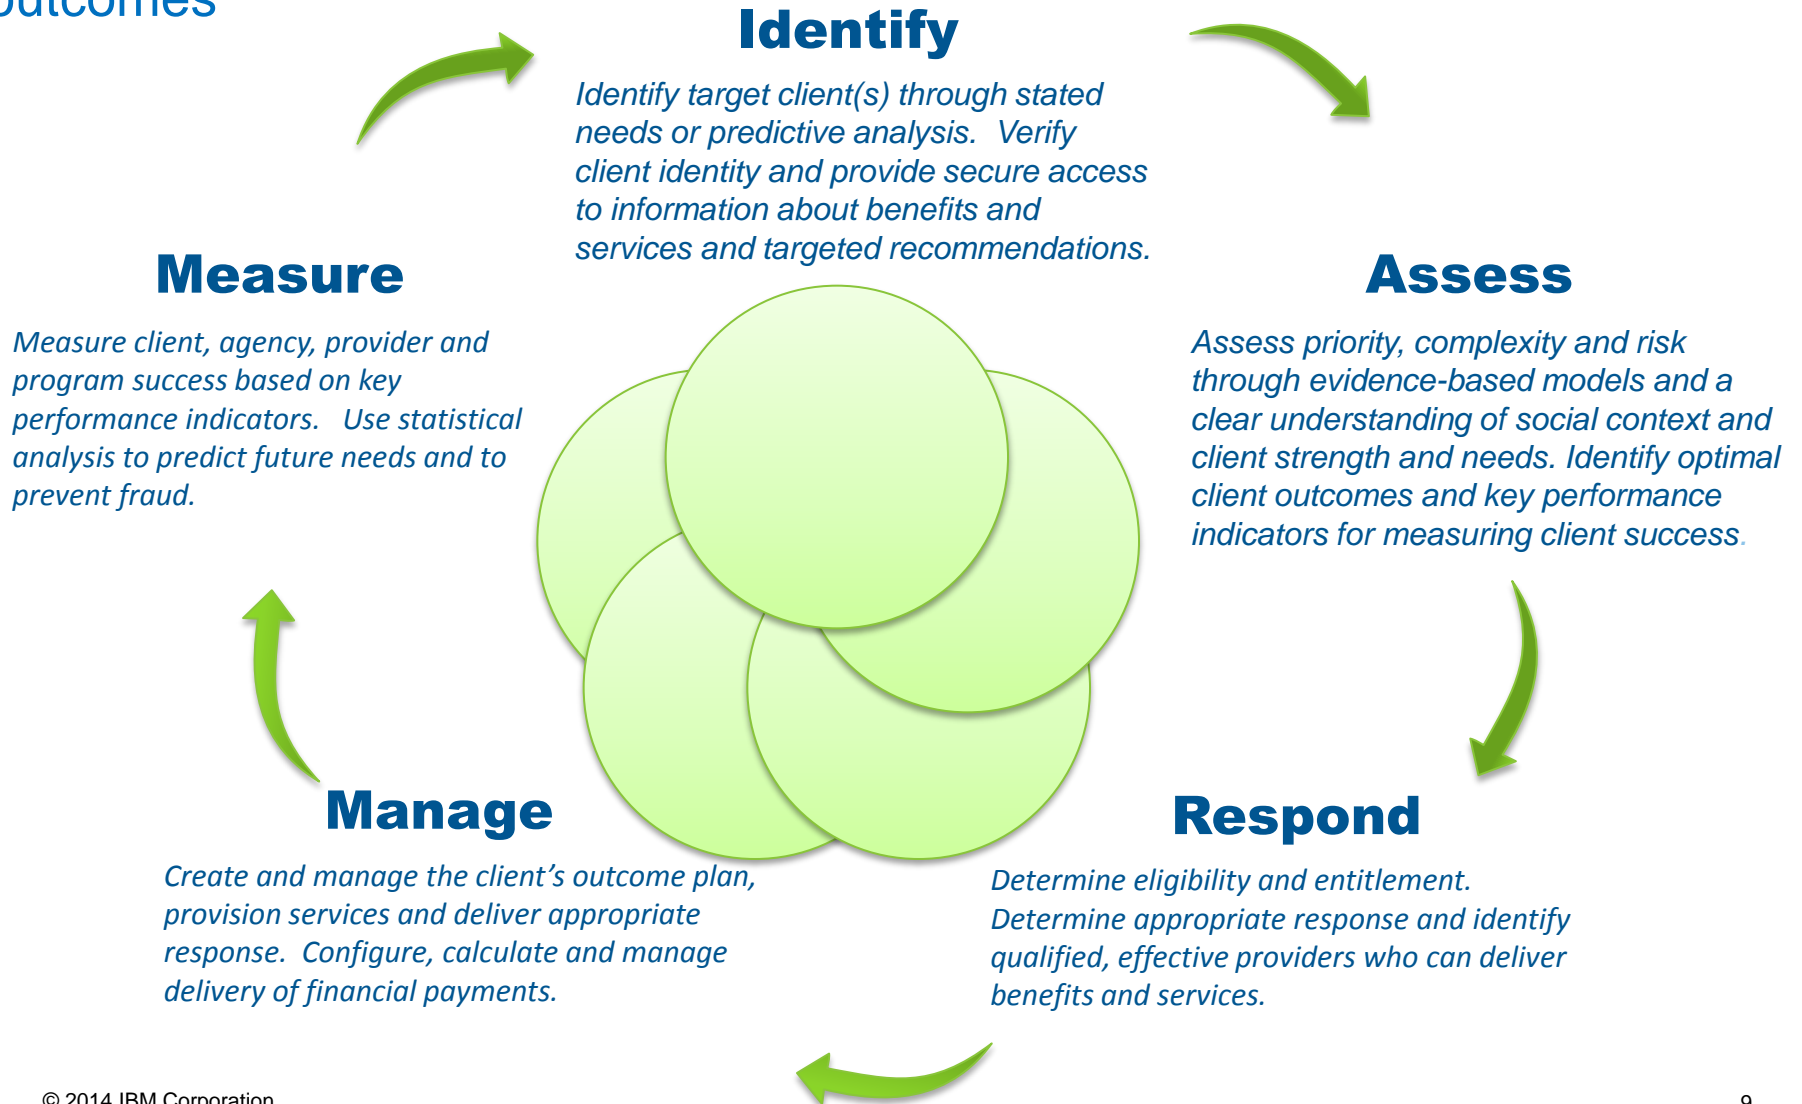 outcomes
Identify
Identify target client(s) through stated
needs or predictive analysis. Verify
client identity and provide secure access
to information about benefits and
services and targeted recommendations.
Measure
Measure client, agency, provider and
program success based on key
performance indicators. Use statistical
analysis to predict future needs and to
prevent fraud.
Assess
Assess priority, complexity and risk
through evidence-based models and a
clear understanding of social context and
client strength and needs. Identify optimal
client outcomes and key performance
indicators for measuring client success.
Manage
Create and manage the client’s outcome plan,
provision services and deliver appropriate
response. Configure, calculate and manage
delivery of financial payments.
Respond
Determine eligibility and entitlement.
Determine appropriate response and identify
qualified, effective providers who can deliver
benefits and services.
© 2014 IBM Corporation
9